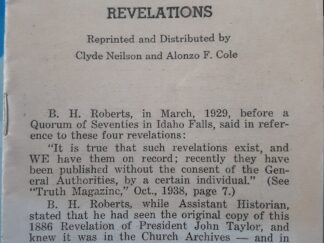 REVELATIONS
Reprinted and Distributed by
Clyde Neilson and Alonzo F. Cole
B. H. Roberts, in March, 1929, before a
Quorum of Seventies in Idaho Falls, said in refer-
ence to these four revelations:
"It is true that such revelations exist, and
WE have them on record; recently they have
been published without the consent of the Gen-
eral Authorities, by a certain individual." (See
"Truth Magazinc," Oct., 1938, page 7.)
B. H. Roberts, while Assistant Historian,
stated that he had seen the original copy of this
1886 Revelation of President John Taylor, and
knew it was in the Church Archives — and in